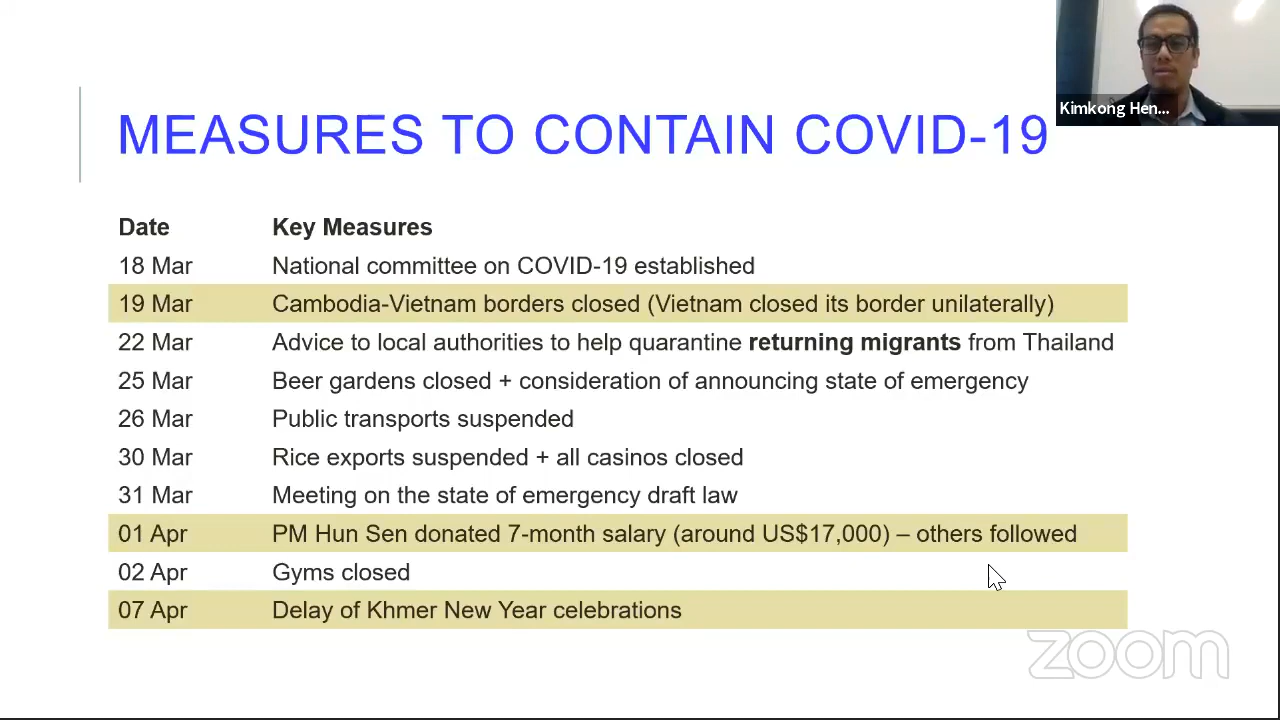 Kimkong Hen...
MEASURES TO CONTAIN COVID-19
Date Key Measures
18 Mar National committee on COVID-19 established
19 Mar Cambodia-Vietnam borders closed (Vietnam closed its border unilaterally)
22 Mar Advice to local authorities to help quarantine returning migrants from Thailand
25 Mar Beer gardens closed + consideration of announcing state of emergency
26 Mar Public transports suspended
30 Mar Rice exports suspended + all casinos closed
31 Mar Meeting on the state of emergency draft law
01 Apr PM Hun Sen donated 7-month salary (around US$17,000) – others followed
02 Apr Gyms closed
07 Apr Delay of Khmer New Year celebrations
zoom